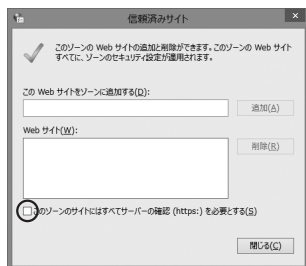 信頼済みサイト
このゾーンの Web サイトの追加と削除ができます。このゾーンの Web サイト
すべてに、ゾーンのセキュリティ設定が適用されます。
この Web サイトをゾーンに追加する(D):
追加(A)
Web サイト(W):
削除(R)
このゾーンのサイトにはすべてサーバーの確認 (https:) を必要とする(S)
閉じる(C)